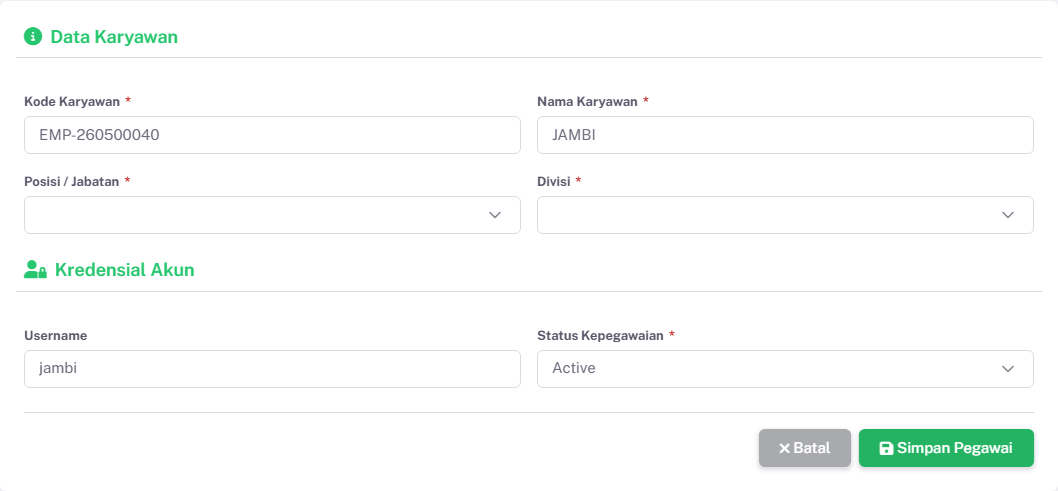 Data Karyawan
Kode Karyawan * Nama Karyawan *
EMP-260500040 JAMBI
Posisi / Jabatan * Divisi *
Kredensial Akun
Username Status Kepegawaian *
jambi Active
Batal Simpan Pegawai